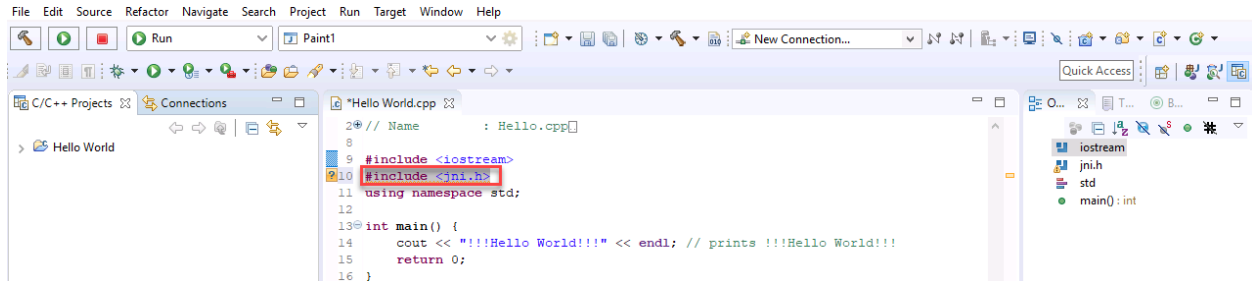 File Edit Source Refactor Navigate Search Project Run Target Window Help
Run Paint1 New Connection...
Quick Access
C/C++ Projects Connections
*Hello World.cpp
O... T... B...
Hello World
2 // Name : Hello.cpp
8
9 #include <iostream>
10 #include <jni.h>
11 using namespace std;
12
13 int main() {
14 cout << "!!!Hello World!!!" << endl; // prints !!!Hello World!!!
15 return 0;
16 }
iostream
jni.h
std
main() : int